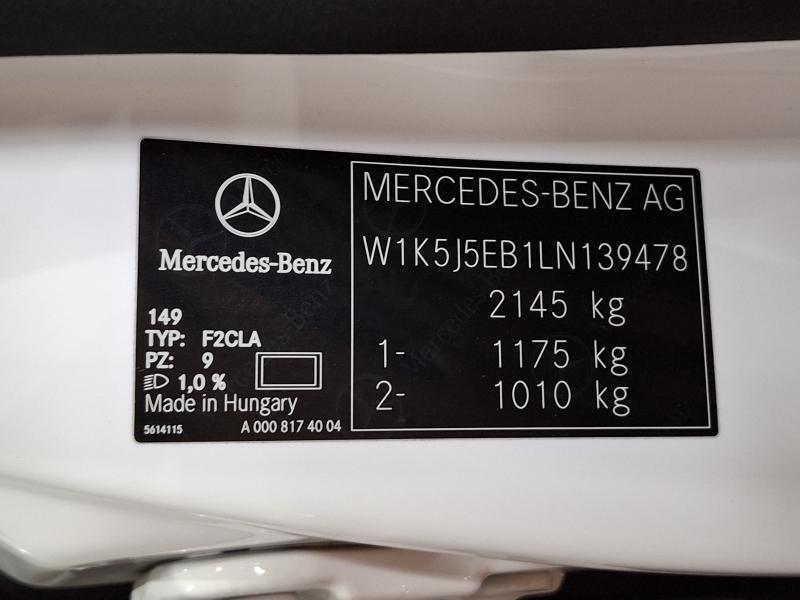 Mercedes-Benz
149
TYP: F2CLA
PZ: 9
1,0 %
Made in Hungary
5614115 A 000 817 40 04
MERCEDES-BENZ AG
W1K5J5EB1LN139478
2145 kg
1- 1175 kg
2- 1010 kg